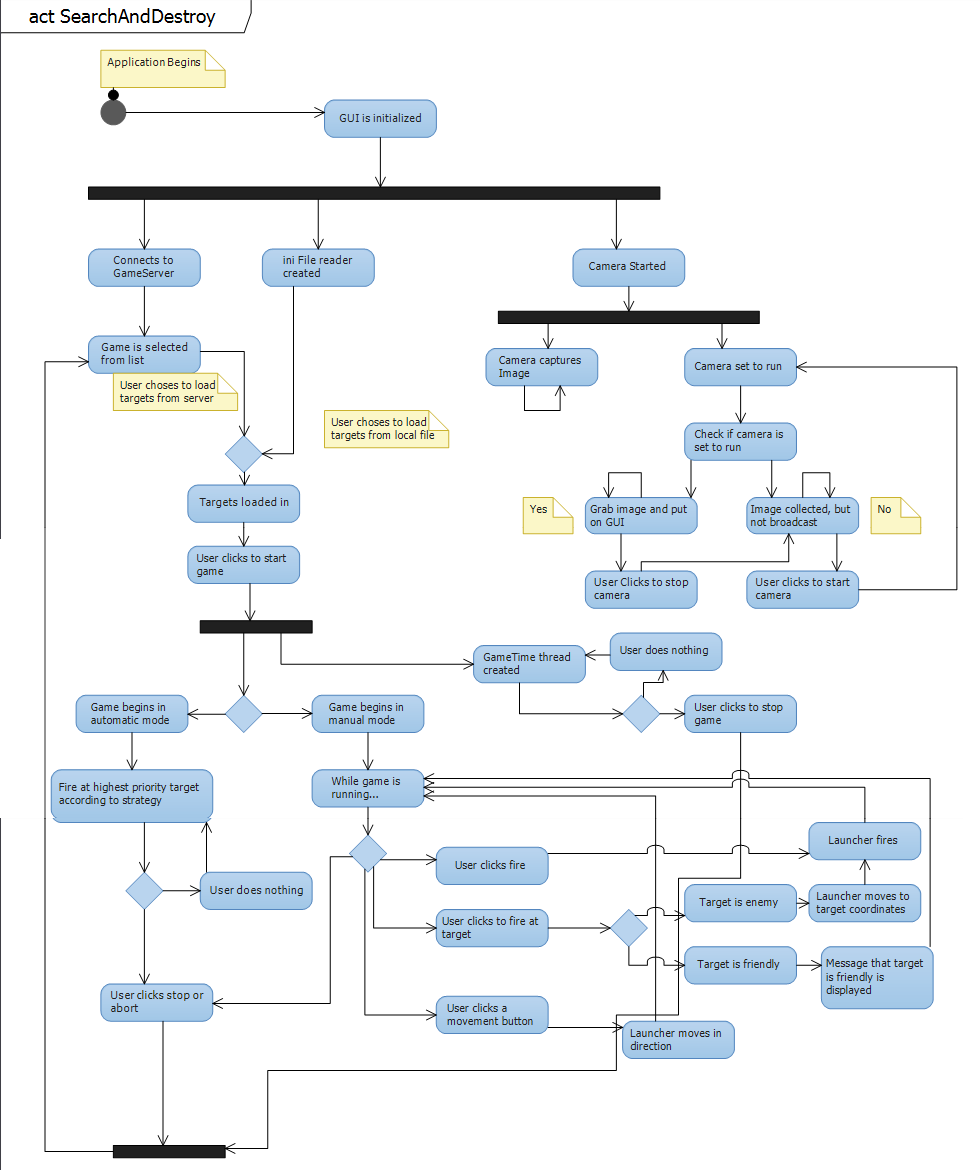 act SearchAndDestroy
Application Begins
GUI is initialized
Connects to
GameServer
ini File reader
created
Camera Started
Game is selected
from list
User choses to load
targets from server
User choses to load
targets from local file
Camera captures
Image
Camera set to run
Check if camera is
set to run
Targets loaded in
Yes
Grab image and put
on GUI
Image collected, but
not broadcast
No
User clicks to start
game
User Clicks to stop
camera
User clicks to start
camera
GameTime thread
created
User does nothing
Game begins in
automatic mode
Game begins in
manual mode
User clicks to stop
game
Fire at highest priority target
according to strategy
While game is
running...
User clicks fire
Launcher fires
User does nothing
User clicks to fire at
target
Target is enemy
Launcher moves to
target coordinates
Target is friendly
Message that target
is friendly is
displayed
User clicks stop or
abort
User clicks a
movement button
Launcher moves in
direction